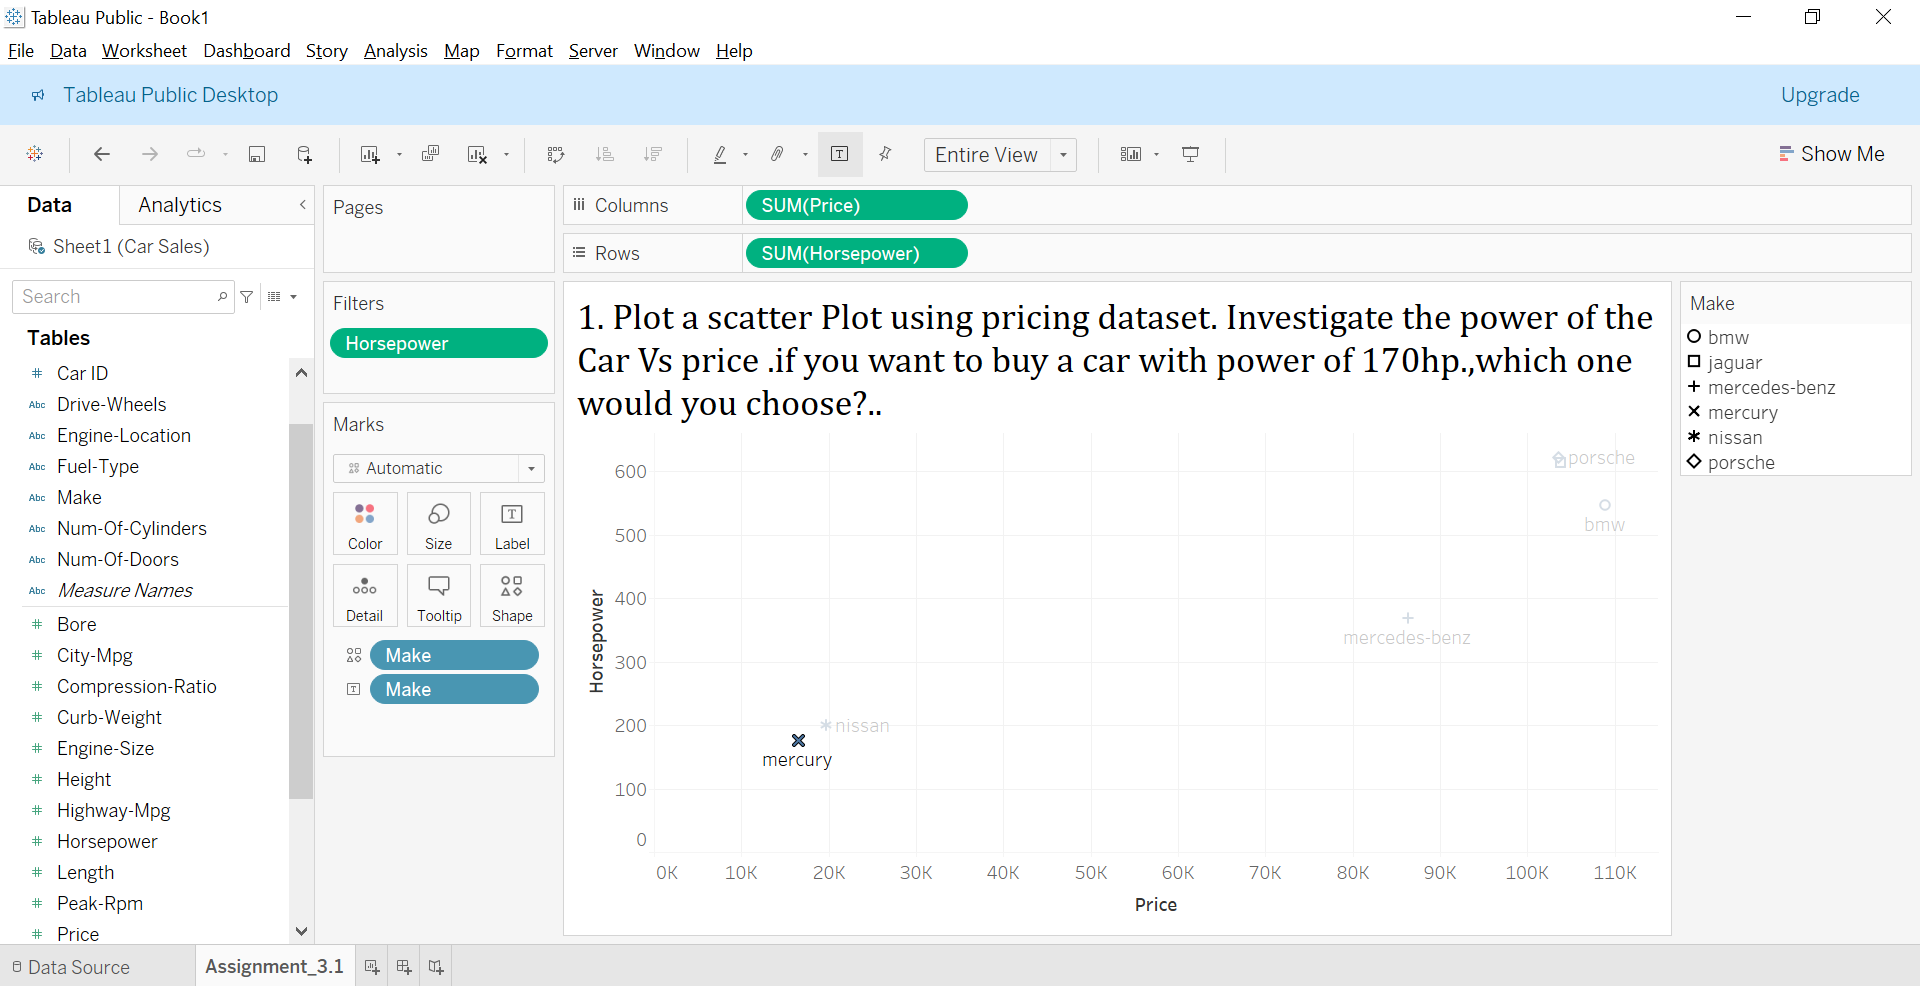 Tableau Public - Book1
File Data Worksheet Dashboard Story Analysis Map Format Server Window Help
Tableau Public Desktop
Upgrade
Entire View
Show Me
Data
Analytics
Sheet1 (Car Sales)
Search
Tables
Car ID
Abc Drive-Wheels
Abc Engine-Location
Abc Fuel-Type
Abc Make
Abc Num-Of-Cylinders
Abc Num-Of-Doors
Abc Measure Names
Bore
City-Mpg
Compression-Ratio
Curb-Weight
Engine-Size
Height
Highway-Mpg
Horsepower
Length
Peak-Rpm
Price
Pages
Filters
Horsepower
Marks
Automatic
Color Size Label
Detail Tooltip Shape
Make
Make
Columns SUM(Price)
Rows SUM(Horsepower)
1. Plot a scatter Plot using pricing dataset. Investigate the power of the
Car Vs price .if you want to buy a car with power of 170hp.,which one
would you choose?..
Horsepower
600
500
400
300
200
100
0
porsche
bmw
mercedes-benz
nissan
mercury
0K 10K 20K 30K 40K 50K 60K 70K 80K 90K 100K 110K
Price
Make
bmw
jaguar
mercedes-benz
mercury
nissan
porsche
Data Source
Assignment_3.1